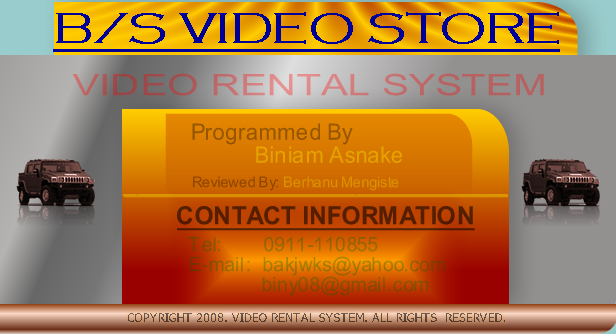 B/S VIDEO STORE
VIDEO RENTAL SYSTEM
Programmed By
Biniam Asnake
Reviewed By: Berhanu Mengiste
CONTACT INFORMATION
Tel: 0911-110855
E-mail: bakjwks@yahoo.com
biny08@gmail.com
COPYRIGHT 2008. VIDEO RENTAL SYSTEM. ALL RIGHTS RESERVED.